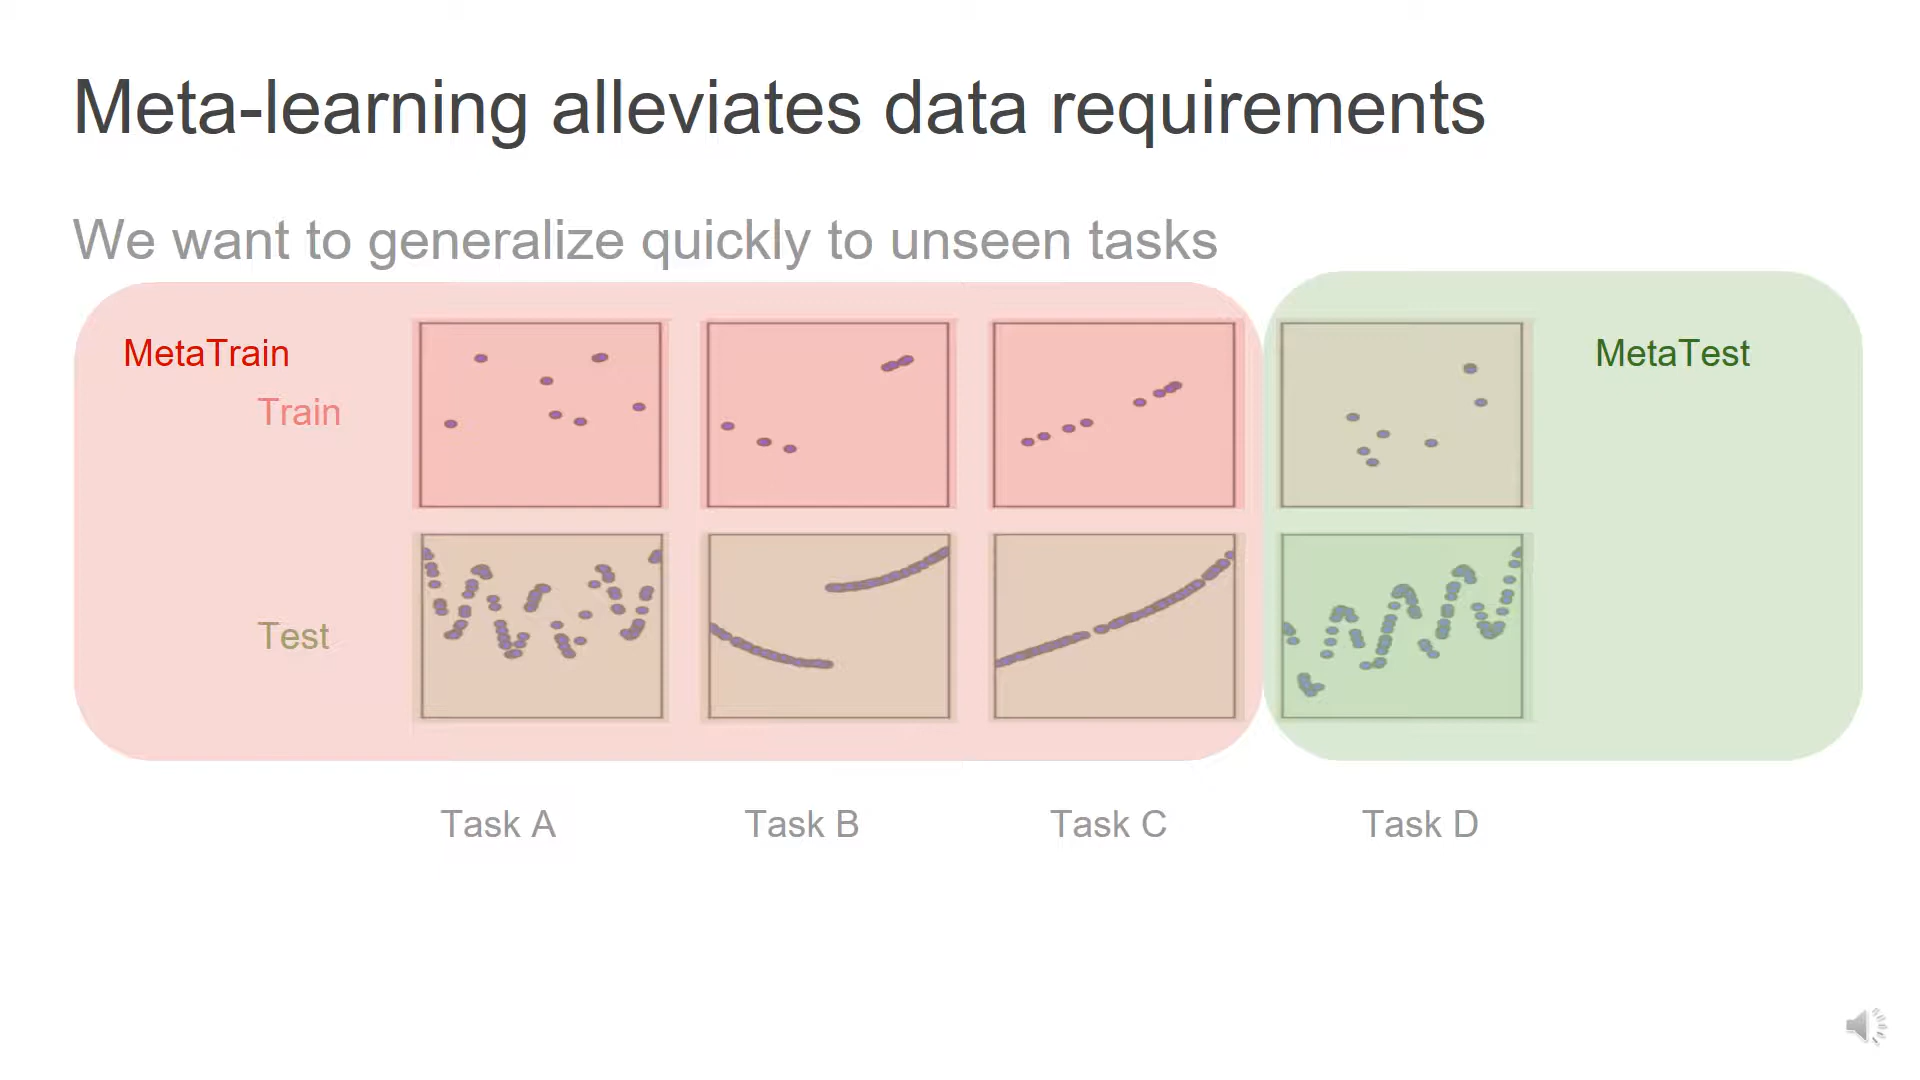 Meta-learning alleviates data requirements
We want to generalize quickly to unseen tasks
MetaTrain
MetaTest
Train
Test
Task A
Task B
Task C
Task D